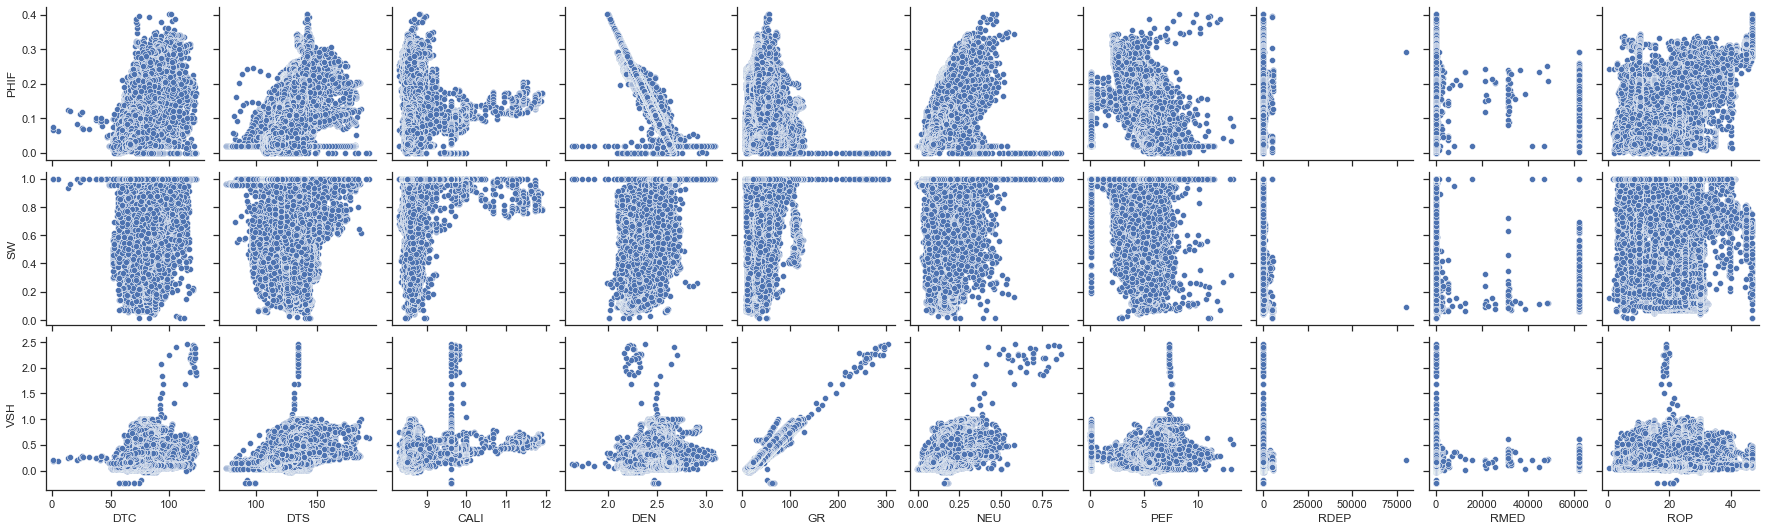 0.4
0.3
0.2
0.1
0.0
PHIF
1.0
0.8
0.6
0.4
0.2
0.0
SW
2.5
2.0
1.5
1.0
0.5
0.0
VSH
0 50 100
100 150
9 10 11 12
2.0 2.5 3.0
0 100 200 300
0.00 0.25 0.50 0.75
0 5 10
0 25000 50000 75000
0 20000 40000 60000
0 20 40
DTC DTS CALI DEN GR NEU PEF RDEP RMED ROP